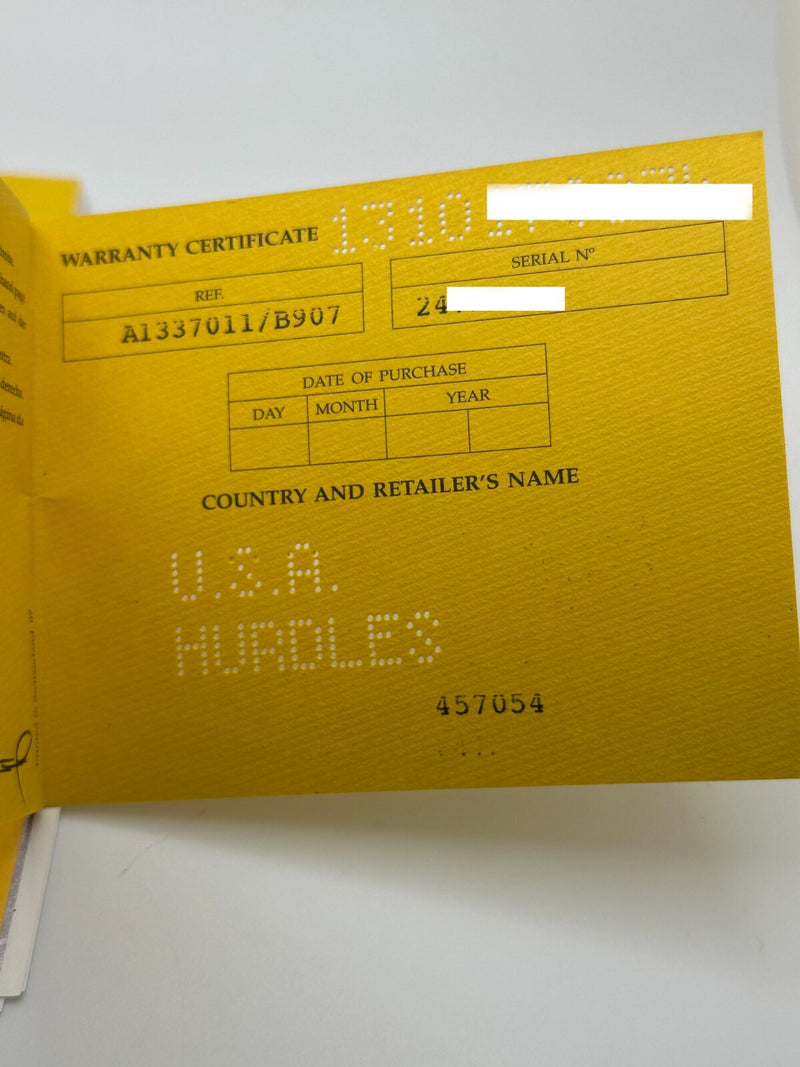 WARRANTY CERTIFICATE
1310
REF.
A1337011/B907
SERIAL Nº
24
DATE OF PURCHASE
DAY MONTH YEAR
COUNTRY AND RETAILER'S NAME
U.S.A.
HURDLES
457054